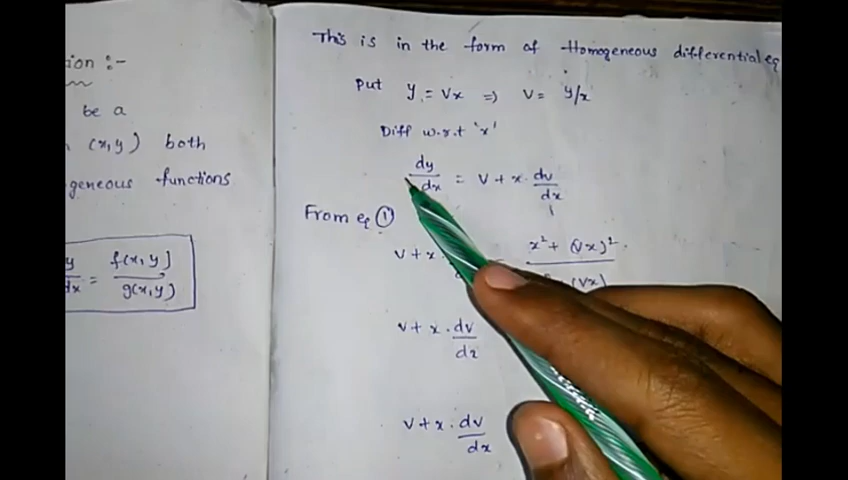 ion :-
be a
(x,y) both
geneous functions
y/dx = f(x,y)/g(x,y)
This is in the form of Homogeneous differential eq
Put y = vx ⇒ v = y/x
Diff w.r.t 'x'
dy/dx = v + x. dv/dx
From eq ①
v + x. x² + (vx)² (vx)
v + x. dv/dx
v + x. dv/dx